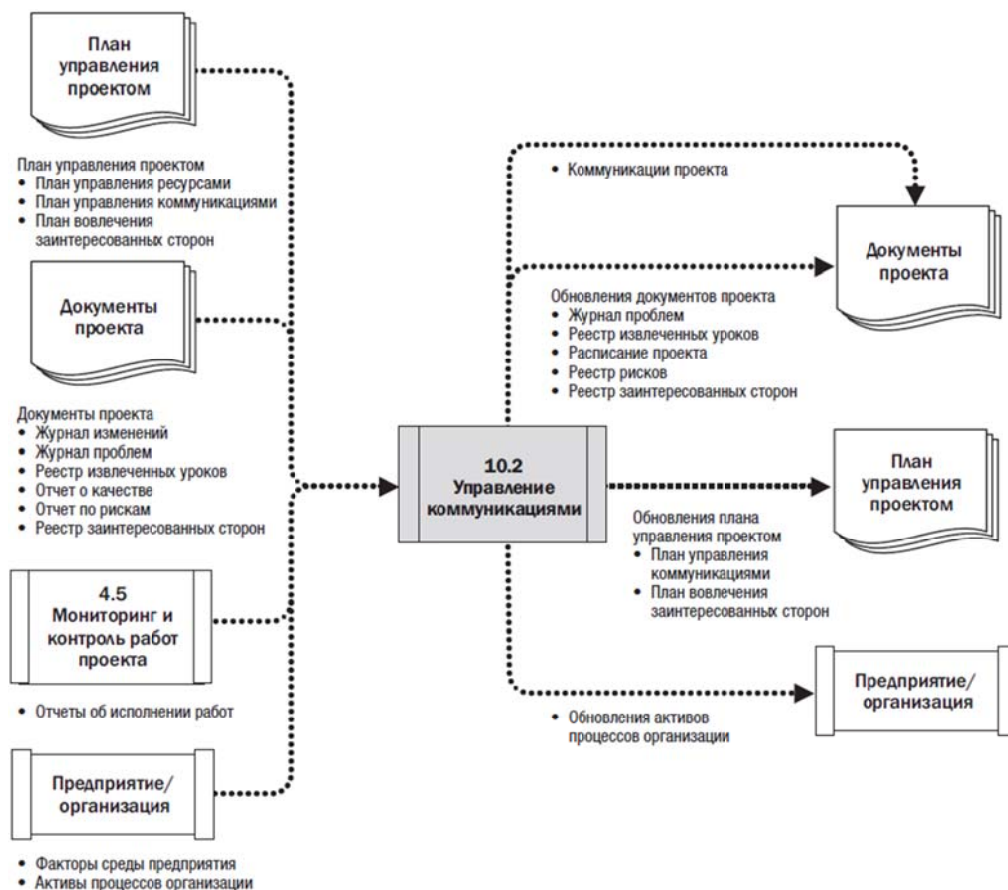 План
управления
проектом
План управления проектом
• План управления ресурсами
• План управления коммуникациями
• План вовлечения
заинтересованных сторон
Документы
проекта
Документы проекта
• Журнал изменений
• Журнал проблем
• Реестр извлеченных уроков
• Отчет о качестве
• Отчет по рискам
• Реестр заинтересованных сторон
4.5
Мониторинг и
контроль работ
проекта
• Отчеты об исполнении работ
Предприятие/
организация
• Факторы среды предприятия
• Активы процессов организации
10.2
Управление
коммуникациями
• Коммуникации проекта
Документы
проекта
Обновления документов проекта
• Журнал проблем
• Реестр извлеченных уроков
• Расписание проекта
• Реестр рисков
• Реестр заинтересованных сторон
План
управления
проектом
Обновления плана
управления проектом
• План управления
коммуникациями
• План вовлечения
заинтересованных сторон
Предприятие/
организация
• Обновления активов
процессов организации